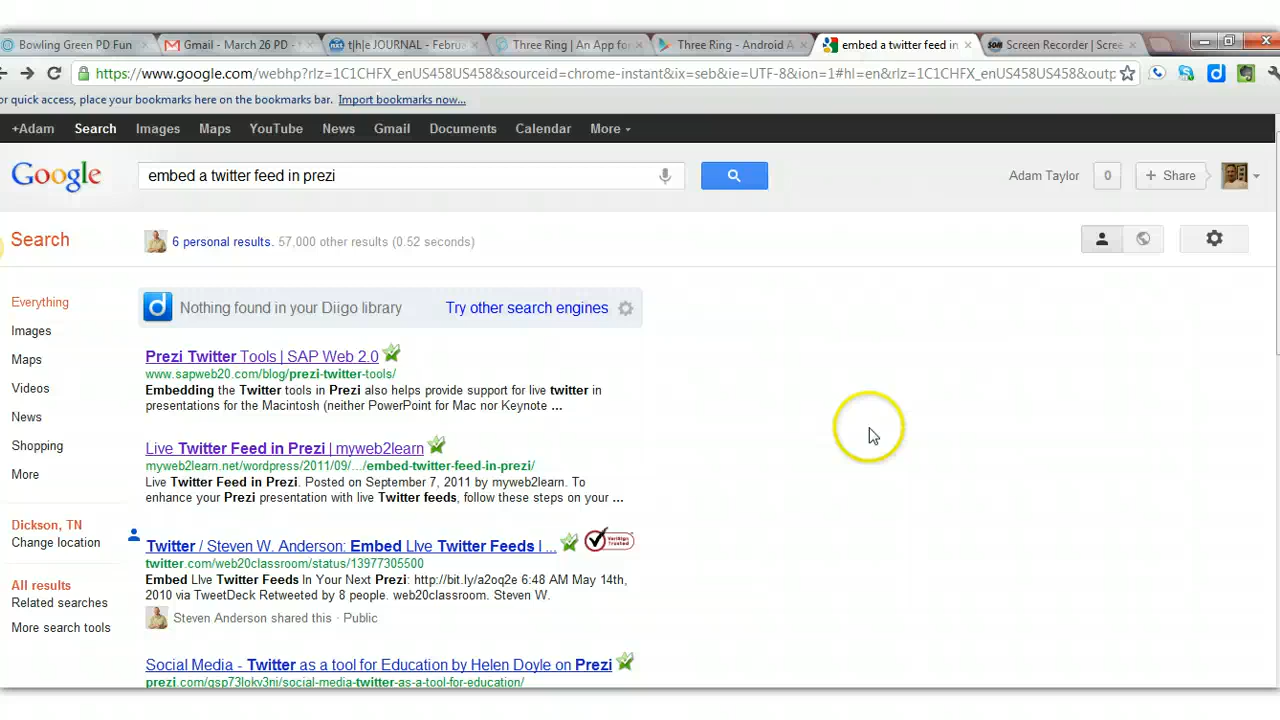 Bowling Green PD Fun
Gmail - March 26 PD -
t|h|e JOURNAL - Februa
Three Ring | An App for
Three Ring - Android A
embed a twitter feed in
Screen Recorder | Scree
https://www.google.com/webhp?rlz=1C1CHFX_enUS458US458&sourceid=chrome-instant&ix=seb&ie=UTF-8&ion=1#hl=en&rlz=1C1CHFX_enUS458US458&outp
or quick access, place your bookmarks here on the bookmarks bar. Import bookmarks now...
+Adam Search Images Maps YouTube News Gmail Documents Calendar More
Google
embed a twitter feed in prezi
Adam Taylor 0 + Share
Search
6 personal results. 57,000 other results (0.52 seconds)
Everything
Images
Maps
Videos
News
Shopping
More
Dickson, TN
Change location
All results
Related searches
More search tools
d Nothing found in your Diigo library Try other search engines
Prezi Twitter Tools | SAP Web 2.0
www.sapweb20.com/blog/prezi-twitter-tools/
Embedding the Twitter tools in Prezi also helps provide support for live twitter in
presentations for the Macintosh (neither PowerPoint for Mac nor Keynote ...
Live Twitter Feed in Prezi | myweb2learn
myweb2learn.net/wordpress/2011/09/.../embed-twitter-feed-in-prezi/
Live Twitter Feed in Prezi. Posted on September 7, 2011 by myweb2learn. To
enhance your Prezi presentation with live Twitter feeds, follow these steps on your ...
Twitter / Steven W. Anderson: Embed LIve Twitter Feeds I ...
twitter.com/web20classroom/status/13977305500
Embed LIve Twitter Feeds In Your Next Prezi: http://bit.ly/a2oq2e 6:48 AM May 14th,
2010 via TweetDeck Retweeted by 8 people. web20classroom. Steven W.
Steven Anderson shared this · Public
Social Media - Twitter as a tool for Education by Helen Doyle on Prezi
prezi.com/gsp73lokv3ni/social-media-twitter-as-a-tool-for-education/